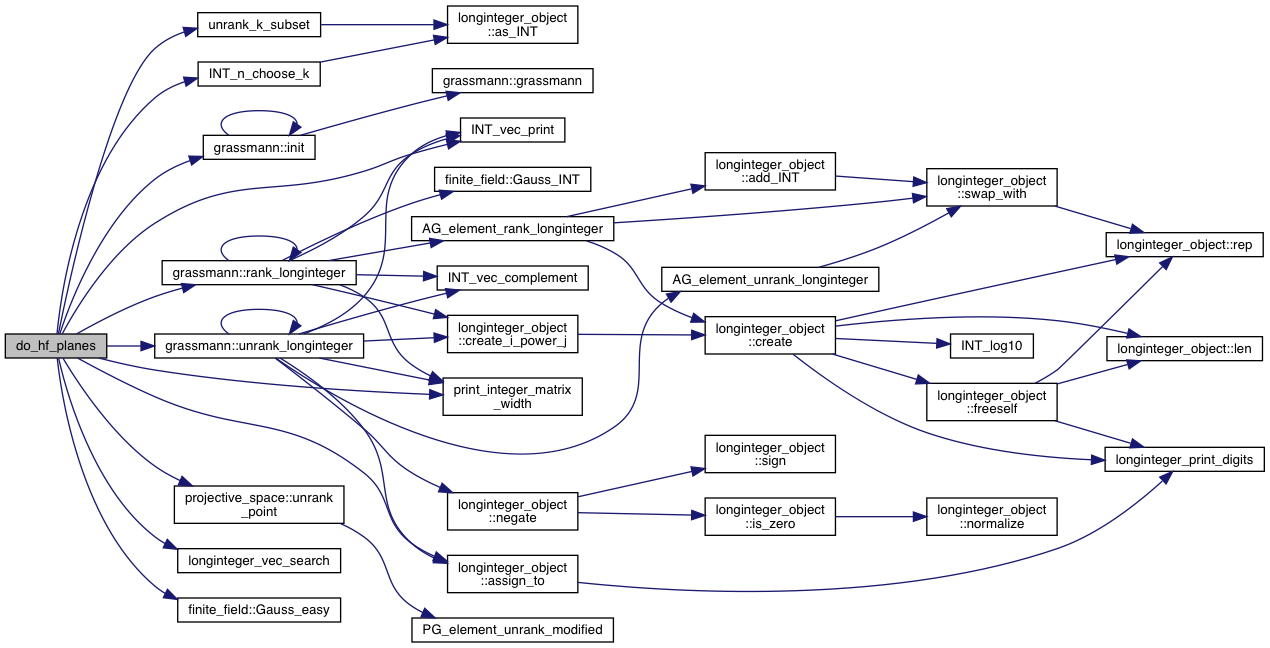 do_hf_planes
unrank_k_subset
INT_n_choose_k
grassmann::init
grassmann::rank_longinteger
grassmann::unrank_longinteger
projective_space::unrank
_point
longinteger_vec_search
finite_field::Gauss_easy
longinteger_object
::as_INT
grassmann::grassmann
INT_vec_print
finite_field::Gauss_INT
AG_element_rank_longinteger
INT_vec_complement
longinteger_object
::create_i_power_j
print_integer_matrix
_width
longinteger_object
::negate
longinteger_object
::assign_to
PG_element_unrank_modified
longinteger_object
::add_INT
AG_element_unrank_longinteger
longinteger_object
::create
longinteger_object
::sign
longinteger_object
::is_zero
longinteger_object
::swap_with
INT_log10
longinteger_object
::freeself
longinteger_object
::normalize
longinteger_object::rep
longinteger_object::len
longinteger_print_digits